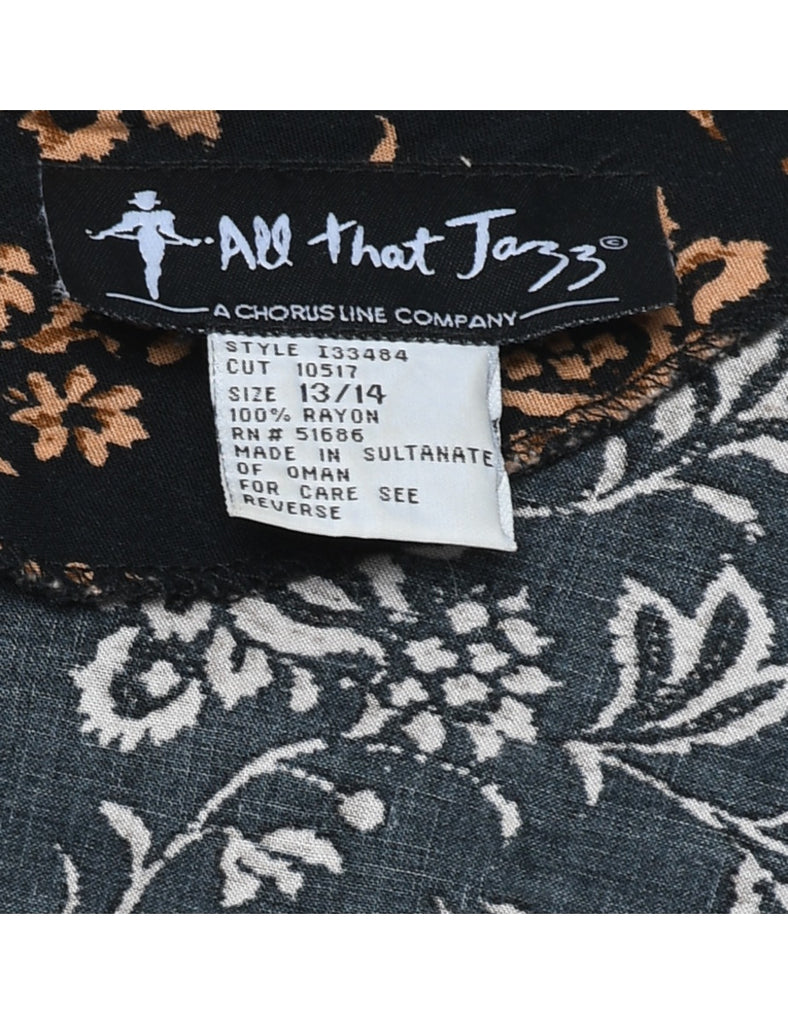 All that Jazz©
A CHORUS LINE COMPANY
STYLE I33484
CUT 10517
SIZE 13/14
100% RAYON
RN # 51686
MADE IN SULTANATE
OF OMAN
FOR CARE SEE
REVERSE